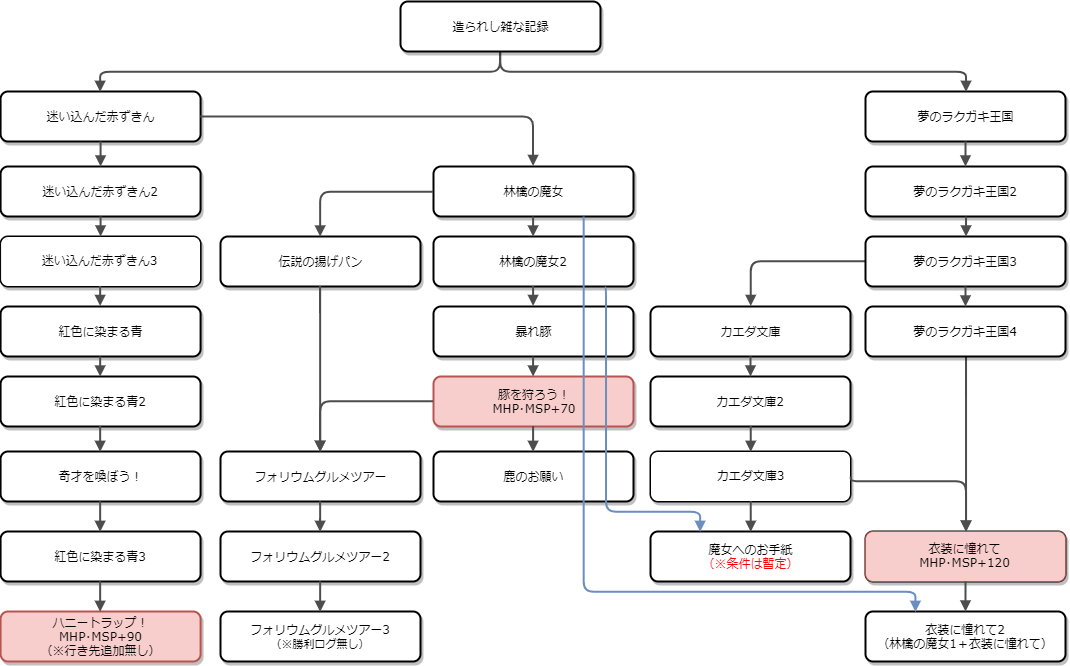 造られし雑な記録
迷い込んだ赤ずきん
夢のラクガキ王国
迷い込んだ赤ずきん2
林檎の魔女
夢のラクガキ王国2
迷い込んだ赤ずきん3
伝説の揚げパン
林檎の魔女2
夢のラクガキ王国3
紅色に染まる青
暴れ豚
カエダ文庫
夢のラクガキ王国4
紅色に染まる青2
豚を狩ろう！
MHP・MSP+70
カエダ文庫2
奇才を喚ぼう！
フォリウムグルメツアー
鹿のお願い
カエダ文庫3
紅色に染まる青3
フォリウムグルメツアー2
魔女へのお手紙
（※条件は暫定）
衣装に憧れて
MHP・MSP+120
ハニートラップ！
MHP・MSP+90
（※行き先追加無し）
フォリウムグルメツアー3
（※勝利ログ無し）
衣装に憧れて2
（林檎の魔女1＋衣装に憧れて）